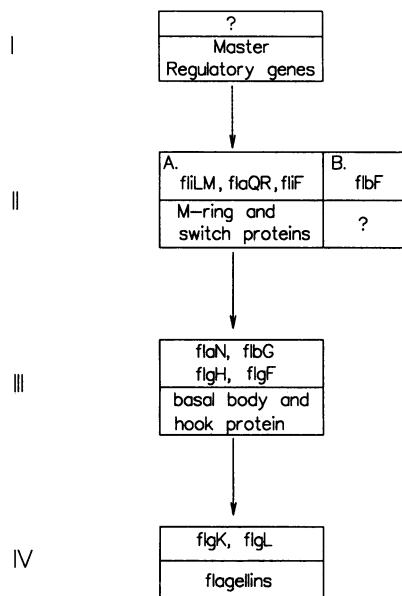 I
?
Master
Regulatory genes
II
A.
fliLM, flaQR, fliF
M-ring and
switch proteins
B.
flbF
?
III
flaN, flbG
flgH, flgF
basal body and
hook protein
IV
flgK, flgL
flagellins